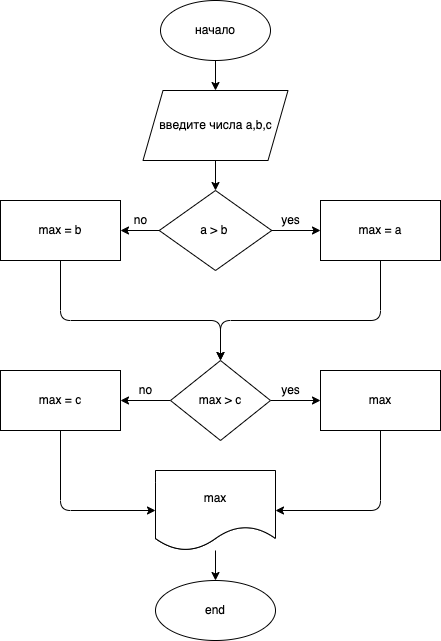 начало
введите числа a,b,c
no
yes
max = b
a > b
max = a
no
yes
max = c
max > c
max
max
end